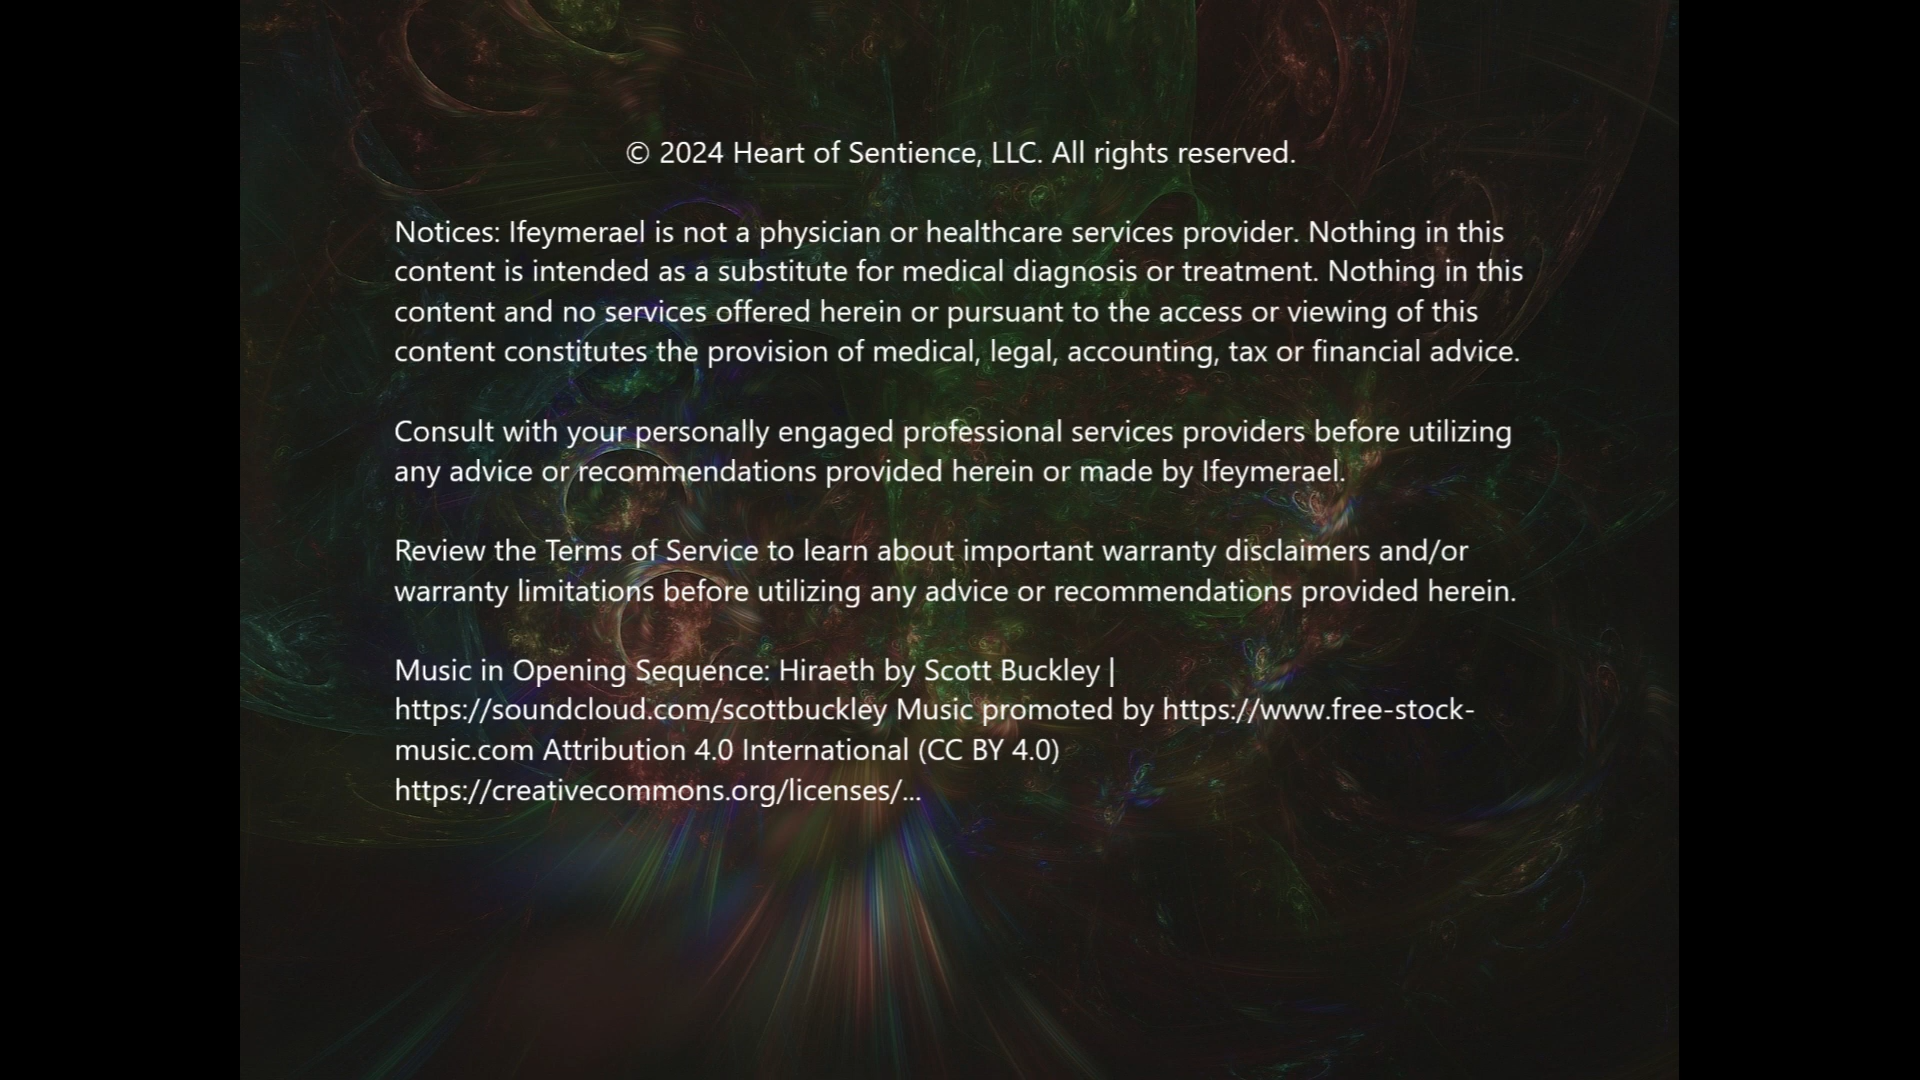 © 2024 Heart of Sentience, LLC. All rights reserved.
Notices: Ifeymerael is not a physician or healthcare services provider. Nothing in this
content is intended as a substitute for medical diagnosis or treatment. Nothing in this
content and no services offered herein or pursuant to the access or viewing of this
content constitutes the provision of medical, legal, accounting, tax or financial advice.
Consult with your personally engaged professional services providers before utilizing
any advice or recommendations provided herein or made by Ifeymerael.
Review the Terms of Service to learn about important warranty disclaimers and/or
warranty limitations before utilizing any advice or recommendations provided herein.
Music in Opening Sequence: Hiraeth by Scott Buckley |
https://soundcloud.com/scottbuckley Music promoted by https://www.free-stock-
music.com Attribution 4.0 International (CC BY 4.0)
https://creativecommons.org/licenses/...